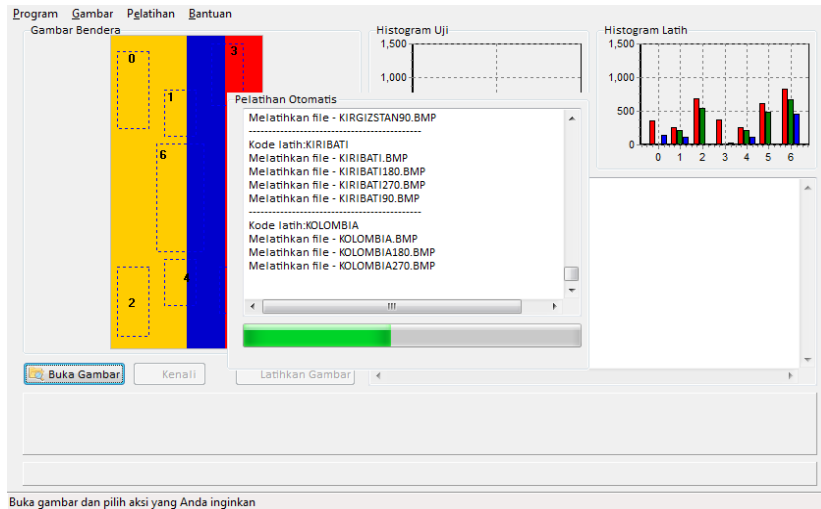 Program Gambar Pelatihan Bantuan
Gambar Bendera
0
1
3
6
4
2
Histogram Uji
1,500
1,000
Histogram Latih
1,500
1,000
500
0
0 1 2 3 4 5 6
Pelatihan Otomatis
Melatihkan file - KIRGIZSTAN90.BMP
--------------------------------------------
Kode latih:KIRIBATI
Melatihkan file - KIRIBATI.BMP
Melatihkan file - KIRIBATI180.BMP
Melatihkan file - KIRIBATI270.BMP
Melatihkan file - KIRIBATI90.BMP
--------------------------------------------
Kode latih:KOLOMBIA
Melatihkan file - KOLOMBIA.BMP
Melatihkan file - KOLOMBIA180.BMP
Melatihkan file - KOLOMBIA270.BMP
Buka Gambar Kenali Latihkan Gambar
Buka gambar dan pilih aksi yang Anda inginkan